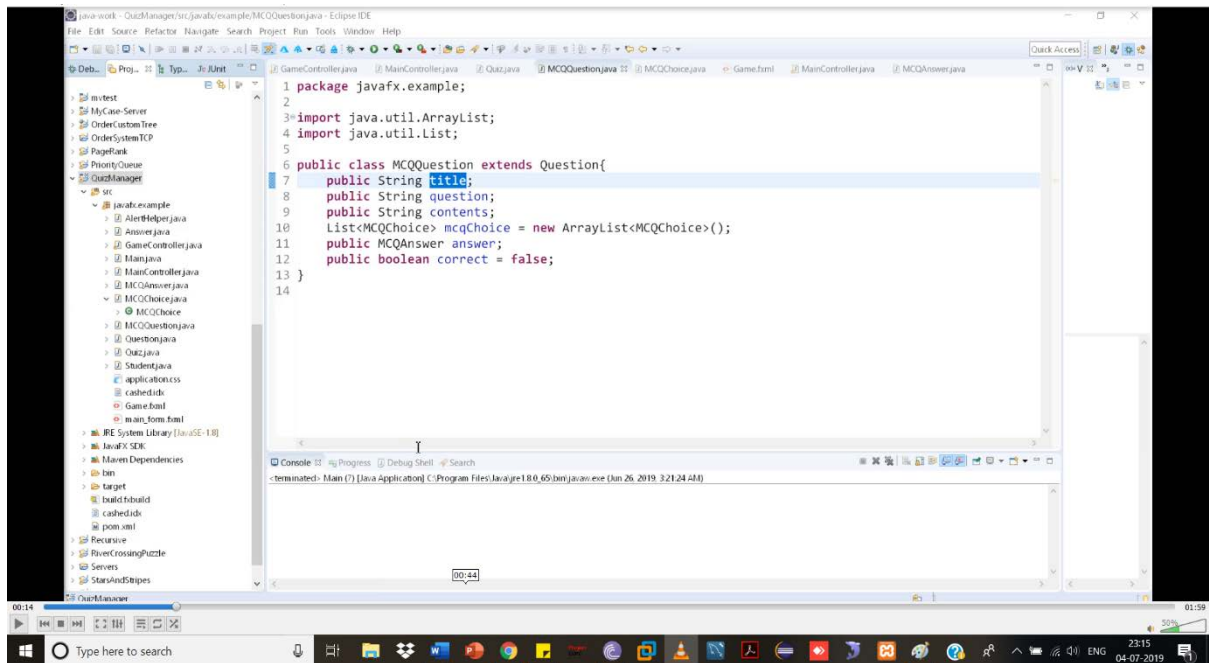 java-work - QuizManager/src/javafx/example/MCQQuestion.java - Eclipse IDE
File Edit Source Refactor Navigate Search Project Run Tools Window Help
Quick Access
Deb... Proj... Typ... JUnit
GameController.java MainController.java Quiz.java MCQQuestion.java MCQChoice.java Game.fxml MainController.java MCQAnswer.java
mvtest
MyCase-Server
OrderCustomTree
OrderSystemTCP
PageRank
PriorityQueue
QuizManager
src
javafx.example
AlertHelper.java
Answer.java
GameController.java
Main.java
MainController.java
MCQAnswer.java
MCQChoice.java
MCQChoice
MCQQuestion.java
Question.java
Quiz.java
Student.java
application.css
cashed.idx
Game.fxml
main_form.fxml
JRE System Library [JavaSE-1.8]
JavaFX SDK
Maven Dependencies
bin
target
build.fxbuild
cashed.idx
pom.xml
Recursive
RiverCrossingPuzzle
Servers
StarsAndStripes
1 package javafx.example;
2
3 import java.util.ArrayList;
4 import java.util.List;
5
6 public class MCQQuestion extends Question{
7 public String title;
8 public String question;
9 public String contents;
10 List<MCQChoice> mcqChoice = new ArrayList<MCQChoice>();
11 public MCQAnswer answer;
12 public boolean correct = false;
13 }
14
Console Progress Debug Shell Search
<terminated> Main (7) [Java Application] C:\Program Files\Java\jre1.8.0_65\bin\javaw.exe (Jun 26, 2019, 3:21:24 AM)
00:44
QuizManager
00:14
01:59
50%
Type here to search
ENG
23:15
04-07-2019